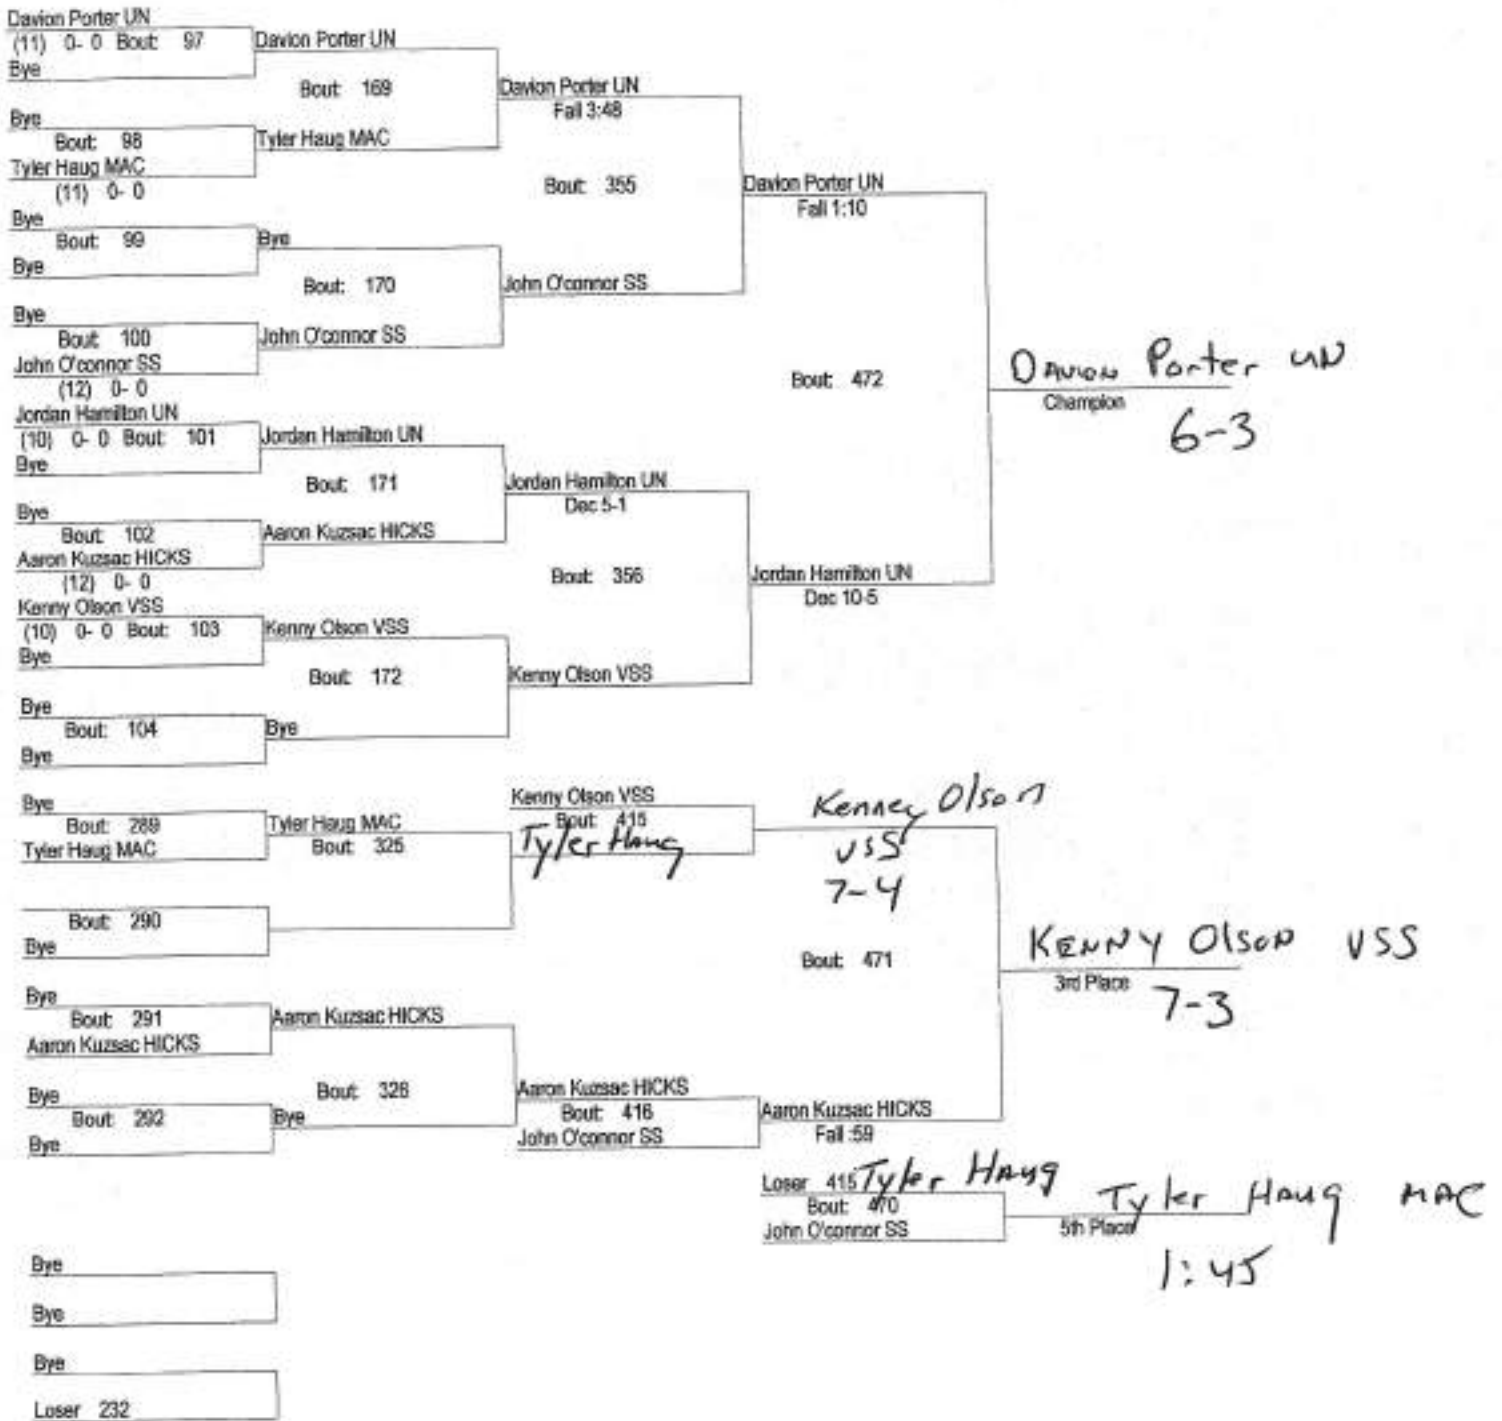 Davion Porter UN
(11) 0- 0 Bout: 97
Bye
Davion Porter UN
Bout: 169
Bye
Bout: 98
Tyler Haug MAC
(11) 0- 0
Tyler Haug MAC
Davion Porter UN
Fall 3:48
Bout: 355
Bye
Bout: 99
Bye
Bye
Bout: 170
Bye
Bout: 100
John O'connor SS
(12) 0- 0
John O'connor SS
John O'connor SS
Davion Porter UN
Fall 1:10
Bout: 472
Jordan Hamilton UN
(10) 0- 0 Bout: 101
Bye
Jordan Hamilton UN
Bout: 171
Bye
Bout: 102
Aaron Kuzsac HICKS
(12) 0- 0
Aaron Kuzsac HICKS
Jordan Hamilton UN
Dec 5-1
Bout: 356
Kenny Olson VSS
(10) 0- 0 Bout: 103
Bye
Kenny Olson VSS
Bout: 172
Bye
Bout: 104
Bye
Bye
Kenny Olson VSS
Jordan Hamilton UN
Dec 10-5
Davion Porter UN
Champion
6-3
Bye
Bout: 289
Tyler Haug MAC
Tyler Haug MAC
Bout: 325
Bout: 290
Bye
Kenny Olson VSS
Bout: 415
Tyler Haug
Kenney Olson
VSS
7-4
Bout: 471
Bye
Bout: 291
Aaron Kuzsac HICKS
Aaron Kuzsac HICKS
Bout: 326
Bye
Bout: 292
Bye
Bye
Aaron Kuzsac HICKS
Bout: 416
John O'connor SS
Aaron Kuzsac HICKS
Fall :59
KENNY Olson VSS
3rd Place
7-3
Loser 415 Tyler Haug
Bout: 470
John O'connor SS
Tyler Haug MAC
5th Place
1:45
Bye
Bye
Bye
Loser 232